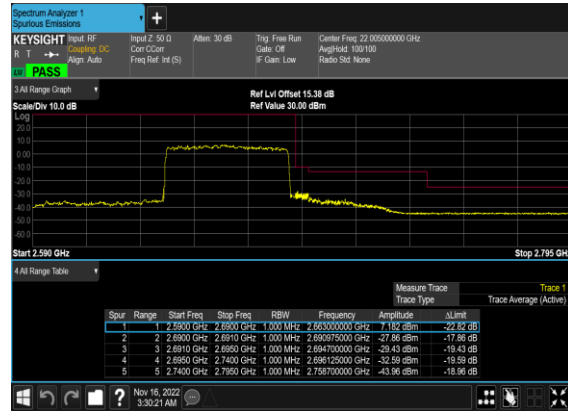 Spectrum Analyzer 1
Spurious Emissions
+
KEYSIGHT Input: RF Input Z: 50 Ω Atten: 30 dB Trig: Free Run Center Freq: 22.005000000 GHz
R T Coupling: DC Corr CCorr Gate: Off Avg|Hold: 100/100
Align: Auto Freq Ref: Int (S) IF Gain: Low Radio Std: None
LW PASS
3 All Range Graph
Ref Lvl Offset 15.38 dB
Scale/Div 10.0 dB Ref Value 30.00 dBm
Log
20.0
10.0
0.00
-10.0
-20.0
-30.0
-40.0
-50.0
-60.0
Start 2.590 GHz Stop 2.795 GHz
4 All Range Table
Measure Trace Trace 1
Trace Type Trace Average (Active)
Spur Range Start Freq Stop Freq RBW Frequency Amplitude ΔLimit
1 1 2.5900 GHz 2.6900 GHz 1.000 MHz 2.663000000 GHz 7.182 dBm -22.82 dB
2 2 2.6900 GHz 2.6910 GHz 1.000 MHz 2.690975000 GHz -27.86 dBm -17.86 dB
3 3 2.6910 GHz 2.6950 GHz 1.000 MHz 2.694700000 GHz -29.43 dBm -19.43 dB
4 4 2.6950 GHz 2.7400 GHz 1.000 MHz 2.696125000 GHz -32.59 dBm -19.59 dB
5 5 2.7400 GHz 2.7950 GHz 1.000 MHz 2.758700000 GHz -43.96 dBm -18.96 dB
? Nov 16, 2022
3:30:21 AM